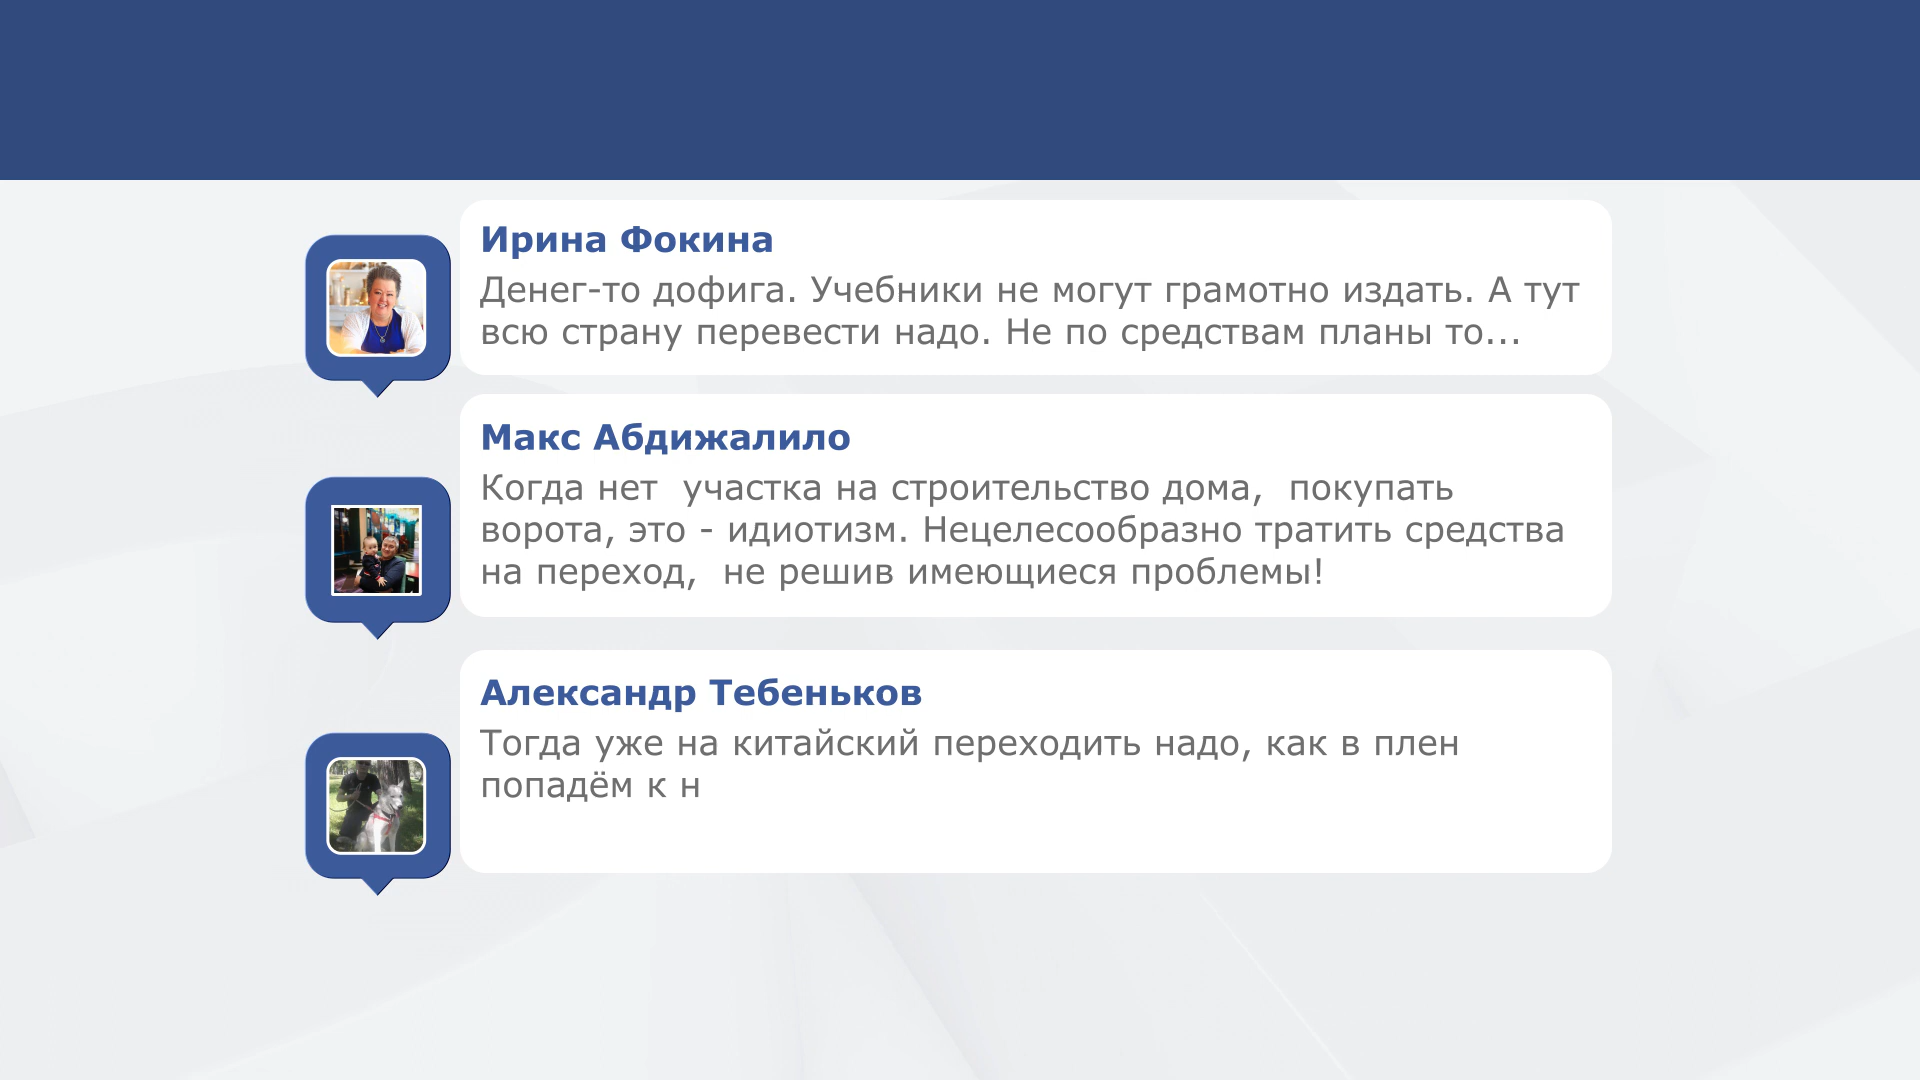 Ирина Фокина
Денег-то дофига. Учебники не могут грамотно издать. А тут
всю страну перевести надо. Не по средствам планы то...
Макс Абдижалило
Когда нет  участка на строительство дома,  покупать
ворота, это - идиотизм. Нецелесообразно тратить средства
на переход,  не решив имеющиеся проблемы!
Александр Тебеньков
Тогда уже на китайский переходить надо, как в плен
попадём к н